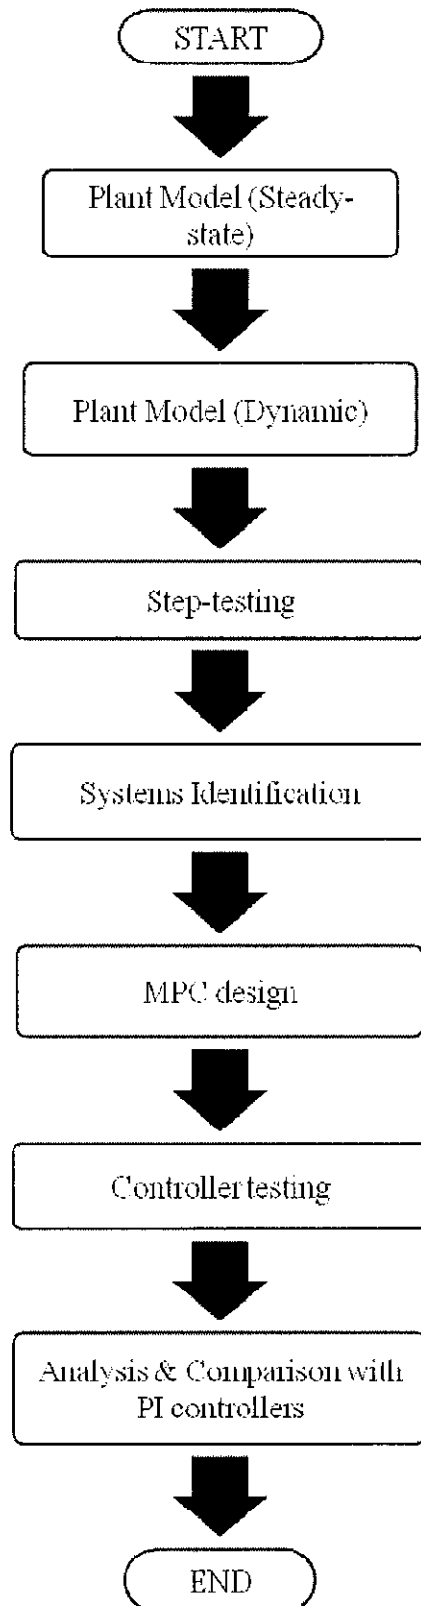 START
Plant Model (Steady-
state)
Plant Model (Dynamic)
Step-testing
Systems Identification
MPC design
Controller testing
Analysis & Comparison with
PI controllers
END